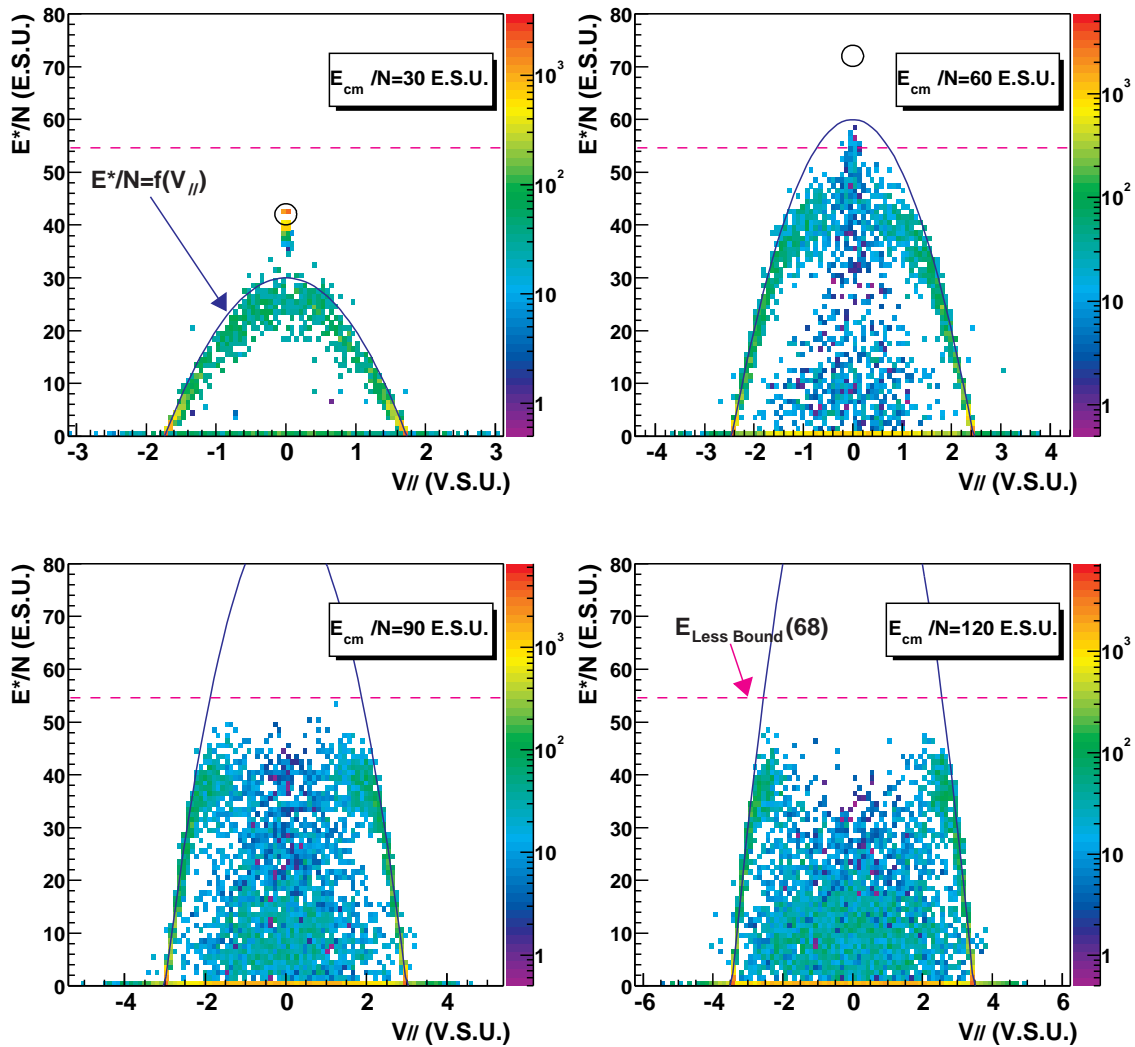 E*/N (E.S.U.)
80
70
60
50
40
30
20
10
0
E_cm /N=30 E.S.U.
E*/N=f(V_//)
10^3
10^2
10
1
-3 -2 -1 0 1 2 3
V// (V.S.U.)
E*/N (E.S.U.)
80
70
60
50
40
30
20
10
0
E_cm /N=60 E.S.U.
10^3
10^2
10
1
-4 -3 -2 -1 0 1 2 3 4
V// (V.S.U.)
E*/N (E.S.U.)
80
70
60
50
40
30
20
10
0
E_cm /N=90 E.S.U.
10^3
10^2
10
1
-4 -2 0 2 4
V// (V.S.U.)
E*/N (E.S.U.)
80
70
60
50
40
30
20
10
0
E_cm /N=120 E.S.U.
E_Less Bound (68)
10^3
10^2
10
1
-6 -4 -2 0 2 4 6
V// (V.S.U.)